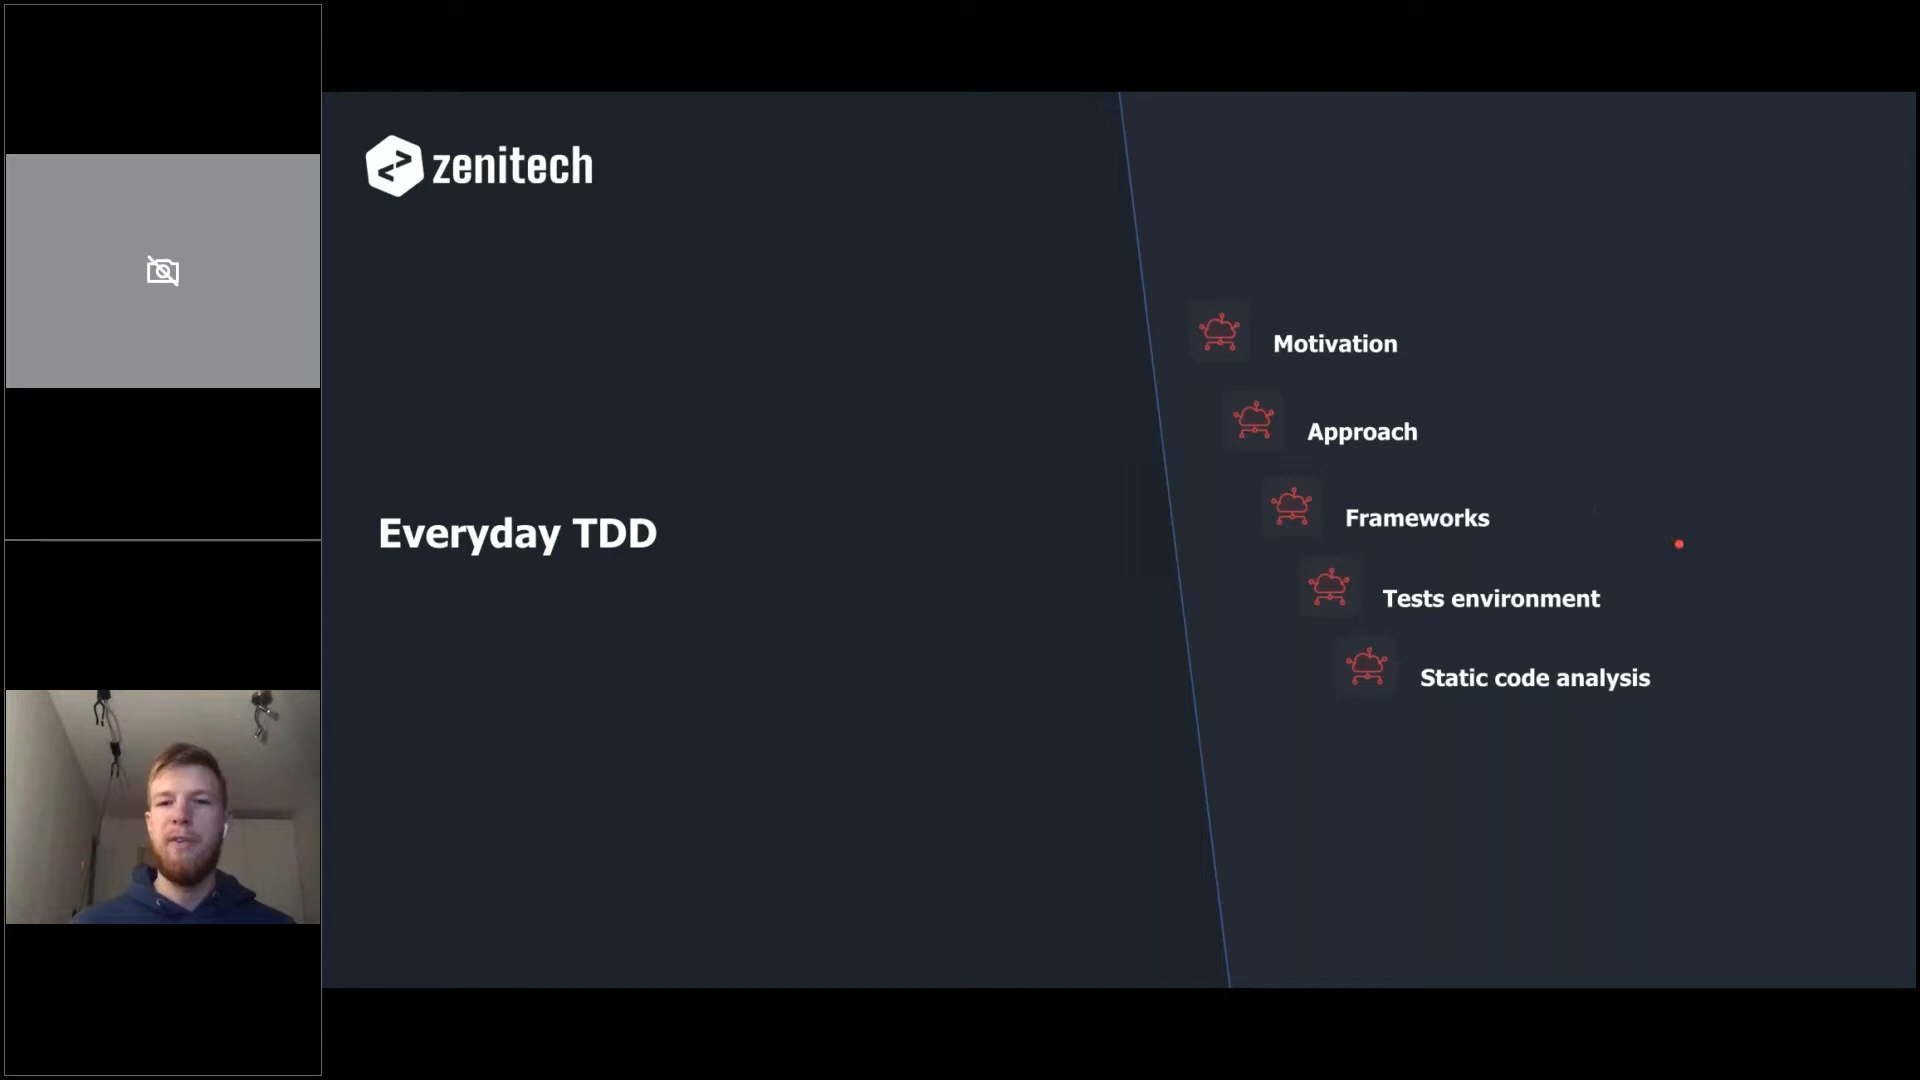 zenitech
Everyday TDD
Motivation
Approach
Frameworks
Tests environment
Static code analysis